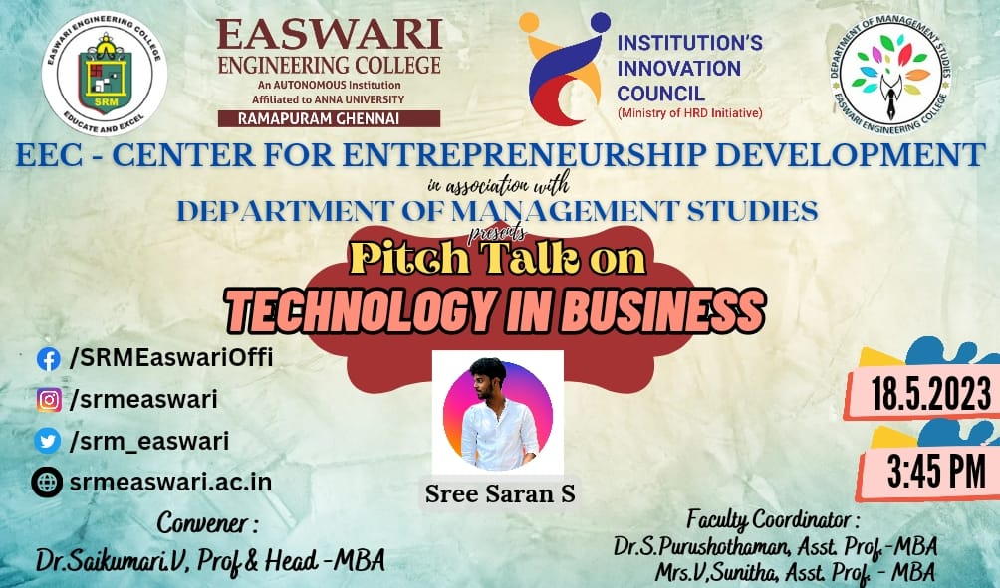 EASWARI ENGINEERING COLLEGE
SRM
EDUCATE AND EXCEL
EASWARI
ENGINEERING COLLEGE
An AUTONOMOUS Institution
Affiliated to ANNA UNIVERSITY
RAMAPURAM CHENNAI
INSTITUTION'S
INNOVATION
COUNCIL
(Ministry of HRD Initiative)
DEPARTMENT OF MANAGEMENT STUDIES
EASWARI ENGINEERING COLLEGE
EEC - CENTER FOR ENTREPRENEURSHIP DEVELOPMENT
in association with
DEPARTMENT OF MANAGEMENT STUDIES
presents
Pitch Talk on
TECHNOLOGY IN BUSINESS
/SRMEaswariOffi
/srmeaswari
/srm_easwari
srmeaswari.ac.in
Sree Saran S
18.5.2023
3:45 PM
Convener :
Dr.Saikumari.V, Prof & Head -MBA
Faculty Coordinator :
Dr.S.Purushothaman, Asst. Prof.-MBA
Mrs.V,Sunitha, Asst. Prof. - MBA